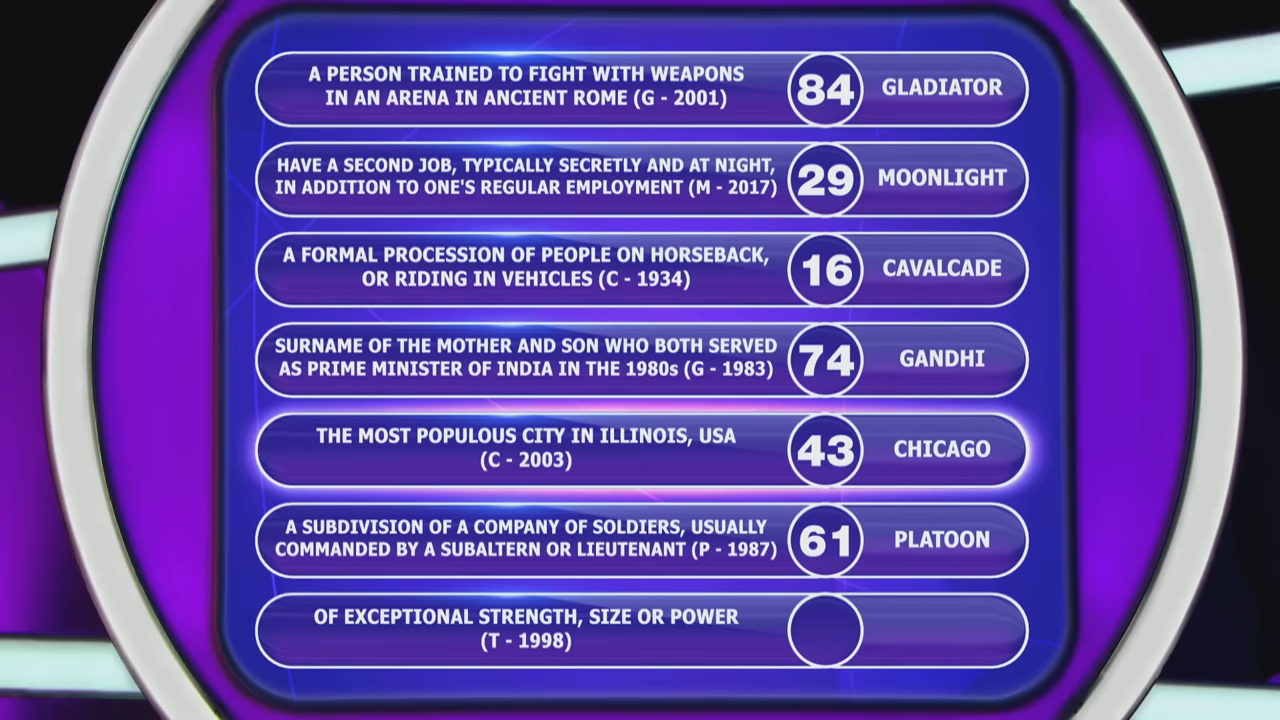 A PERSON TRAINED TO FIGHT WITH WEAPONS
IN AN ARENA IN ANCIENT ROME (G - 2001)
84
GLADIATOR
HAVE A SECOND JOB, TYPICALLY SECRETLY AND AT NIGHT,
IN ADDITION TO ONE'S REGULAR EMPLOYMENT (M - 2017)
29
MOONLIGHT
A FORMAL PROCESSION OF PEOPLE ON HORSEBACK,
OR RIDING IN VEHICLES (C - 1934)
16
CAVALCADE
SURNAME OF THE MOTHER AND SON WHO BOTH SERVED
AS PRIME MINISTER OF INDIA IN THE 1980s (G - 1983)
74
GANDHI
THE MOST POPULOUS CITY IN ILLINOIS, USA
(C - 2003)
43
CHICAGO
A SUBDIVISION OF A COMPANY OF SOLDIERS, USUALLY
COMMANDED BY A SUBALTERN OR LIEUTENANT (P - 1987)
61
PLATOON
OF EXCEPTIONAL STRENGTH, SIZE OR POWER
(T - 1998)